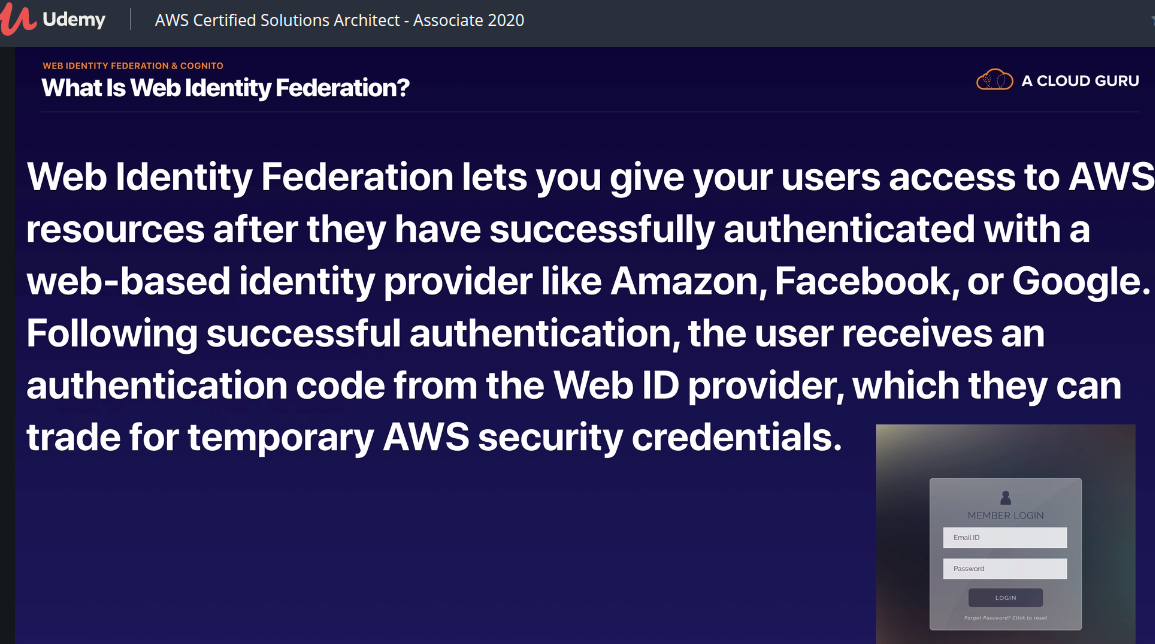 Udemy
AWS Certified Solutions Architect - Associate 2020
WEB IDENTITY FEDERATION & COGNITO
What Is Web Identity Federation?
A CLOUD GURU
Web Identity Federation lets you give your users access to AWS
resources after they have successfully authenticated with a
web-based identity provider like Amazon, Facebook, or Google.
Following successful authentication, the user receives an
authentication code from the Web ID provider, which they can
trade for temporary AWS security credentials.
MEMBER LOGIN
Email ID
Password
LOGIN
Forgot Password? Click to reset